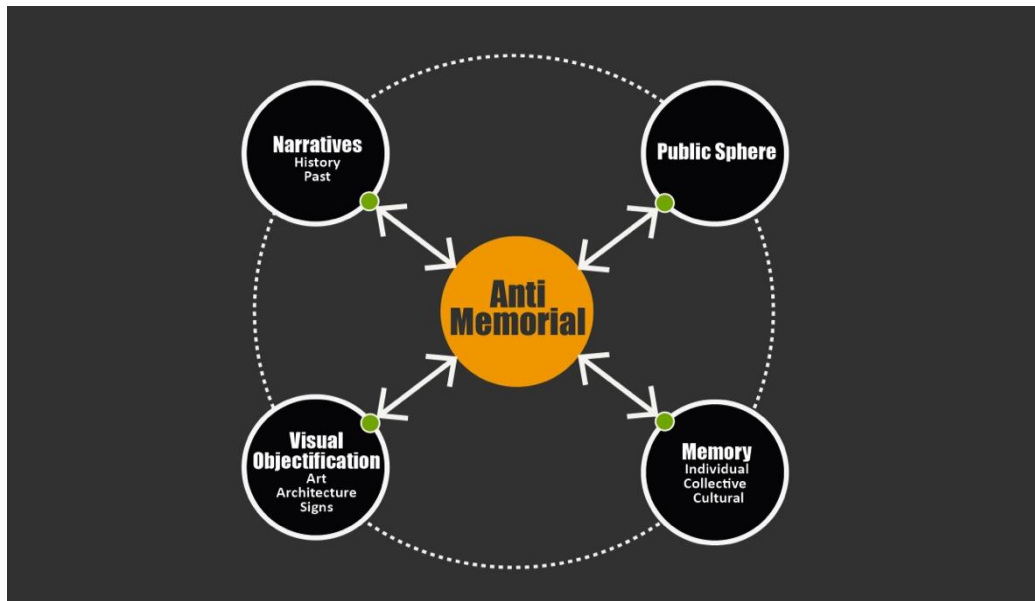 Narratives
History
Past
Public Sphere
Anti
Memorial
Visual
Objectification
Art
Architecture
Signs
Memory
Individual
Collective
Cultural